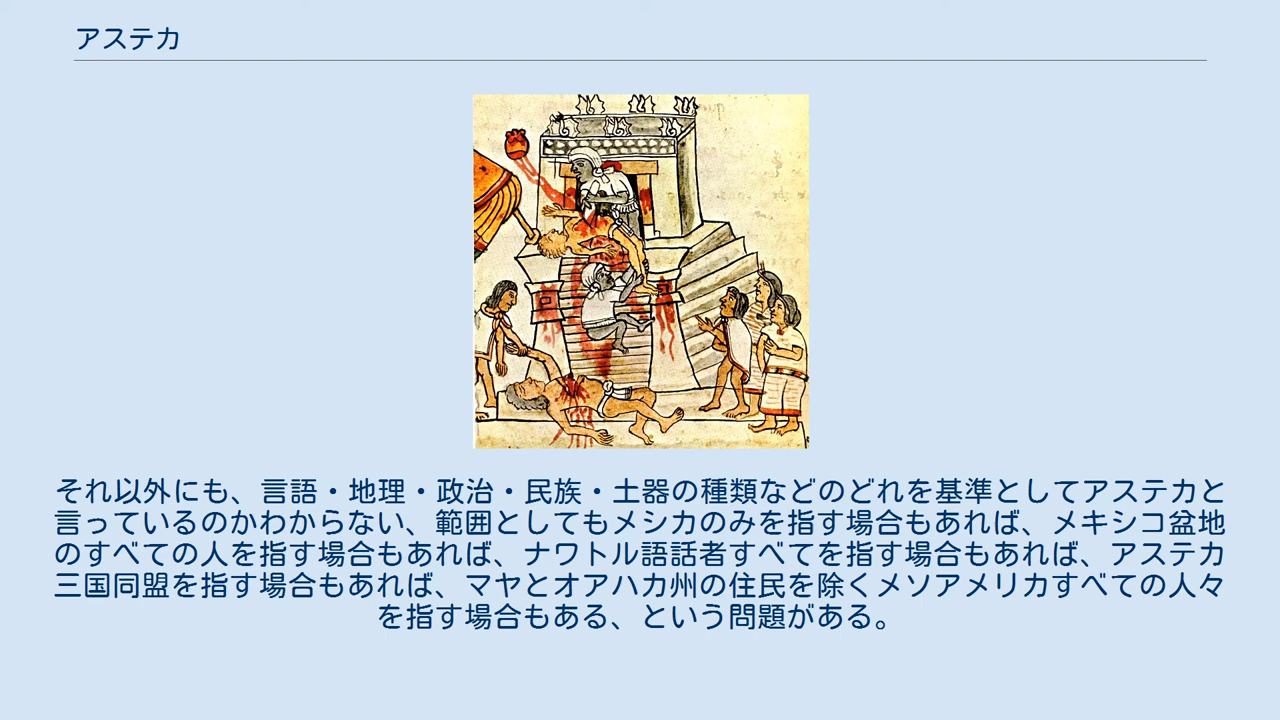 アステカ
それ以外にも、言語・地理・政治・民族・土器の種類などのどれを基準としてアステカと
言っているのかわからない、範囲としてもメシカのみを指す場合もあれば、メキシコ盆地
のすべての人を指す場合もあれば、ナワトル語話者すべてを指す場合もあれば、アステカ
三国同盟を指す場合もあれば、マヤとオアハカ州の住民を除くメソアメリカすべての人々
を指す場合もある、という問題がある。